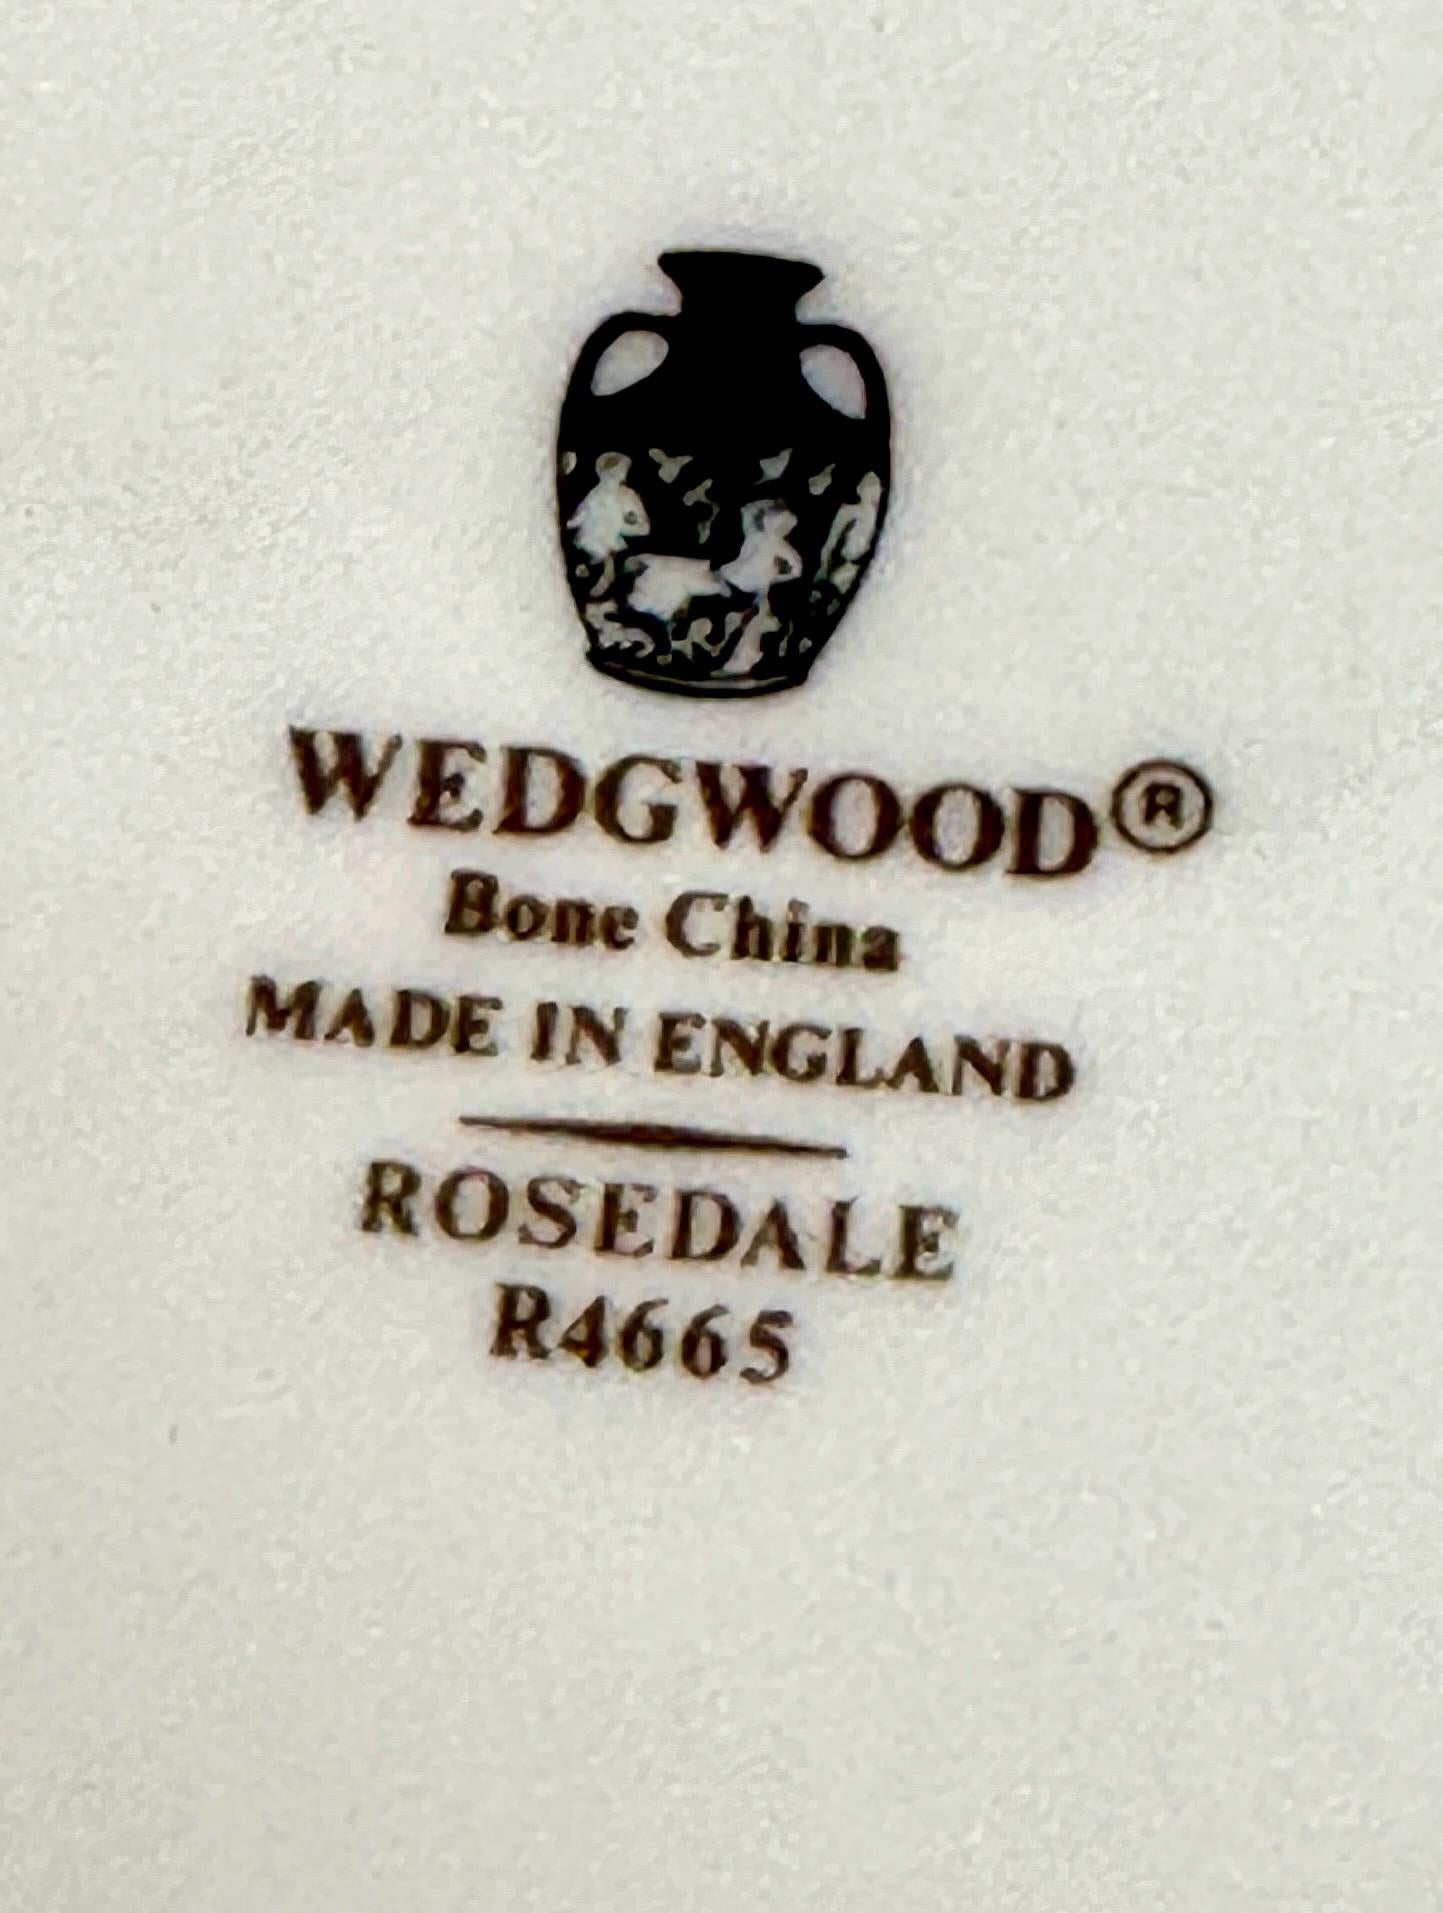 WEDGWOOD®
Bone China
MADE IN ENGLAND
ROSEDALE
R4665